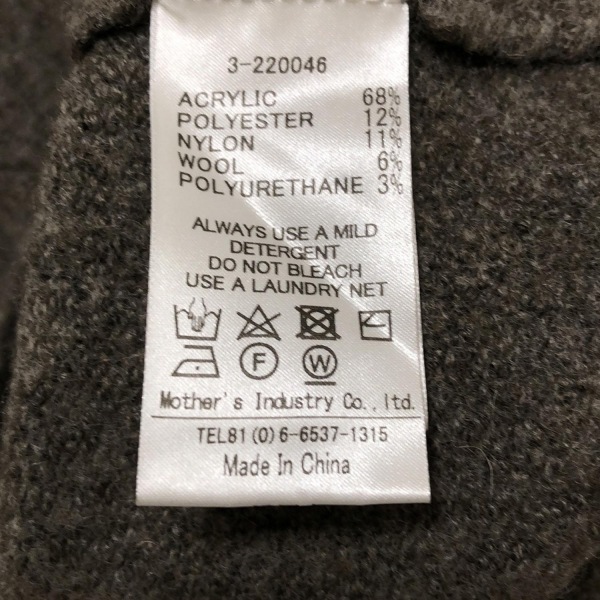 3-220046
ACRYLIC 68%
POLYESTER 12%
NYLON 11%
WOOL 6%
POLYURETHANE 3%
ALWAYS USE A MILD
DETERGENT
DO NOT BLEACH
USE A LAUNDRY NET
F W
Mother's Industry Co.,ltd.
TEL81(0)6-6537-1315
Made In China